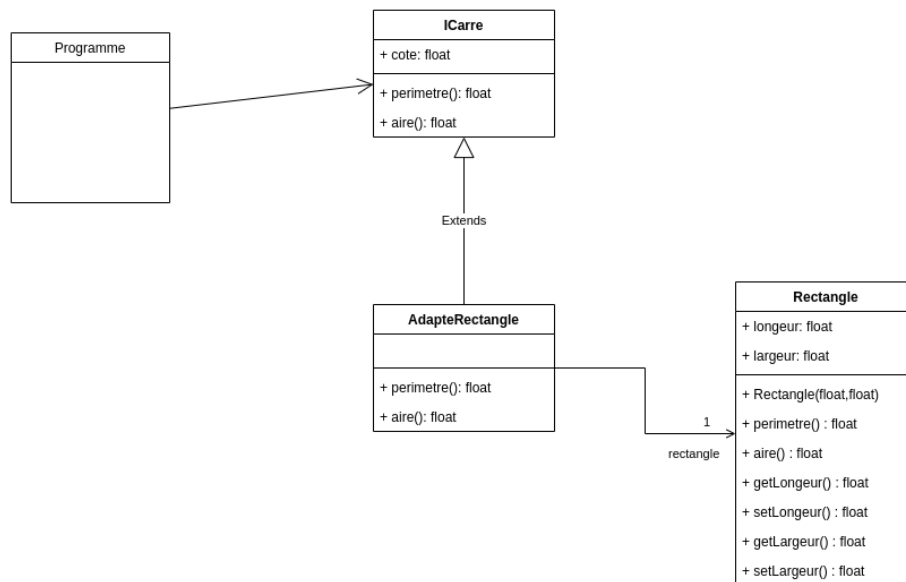 Programme
ICarre
+ cote: float
+ perimetre(): float
+ aire(): float
Extends
AdapteRectangle
+ perimetre(): float
+ aire(): float
1
rectangle
Rectangle
+ longeur: float
+ largeur: float
+ Rectangle(float,float)
+ perimetre() : float
+ aire() : float
+ getLongeur() : float
+ setLongeur() : float
+ getLargeur() : float
+ setLargeur() : float